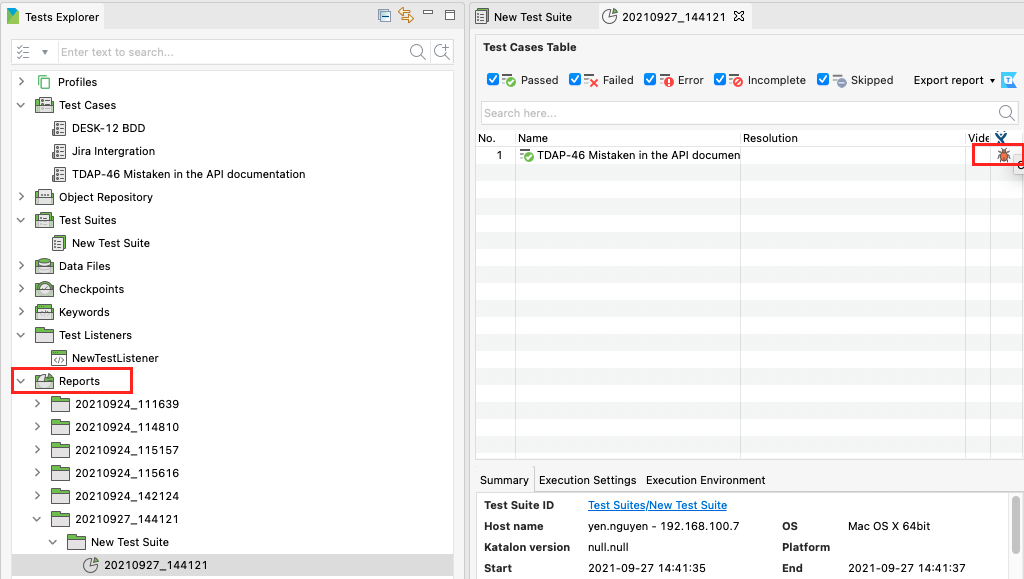 Tests Explorer
Enter text to search...
Profiles
Test Cases
DESK-12 BDD
Jira Intergration
TDAP-46 Mistaken in the API documentation
Object Repository
Test Suites
New Test Suite
Data Files
Checkpoints
Keywords
Test Listeners
NewTestListener
Reports
20210924_111639
20210924_114810
20210924_115157
20210924_115616
20210924_142124
20210927_144121
New Test Suite
20210927_144121
New Test Suite
20210927_144121
Test Cases Table
Passed Failed Error Incomplete Skipped Export report
Search here...
No. Name Resolution Vide
1 TDAP-46 Mistaken in the API documen
Summary Execution Settings Execution Environment
Test Suite ID Test Suites/New Test Suite
Host name yen.nguyen - 192.168.100.7 OS Mac OS X 64bit
Katalon version null.null Platform
Start 2021-09-27 14:41:35 End 2021-09-27 14:41:37